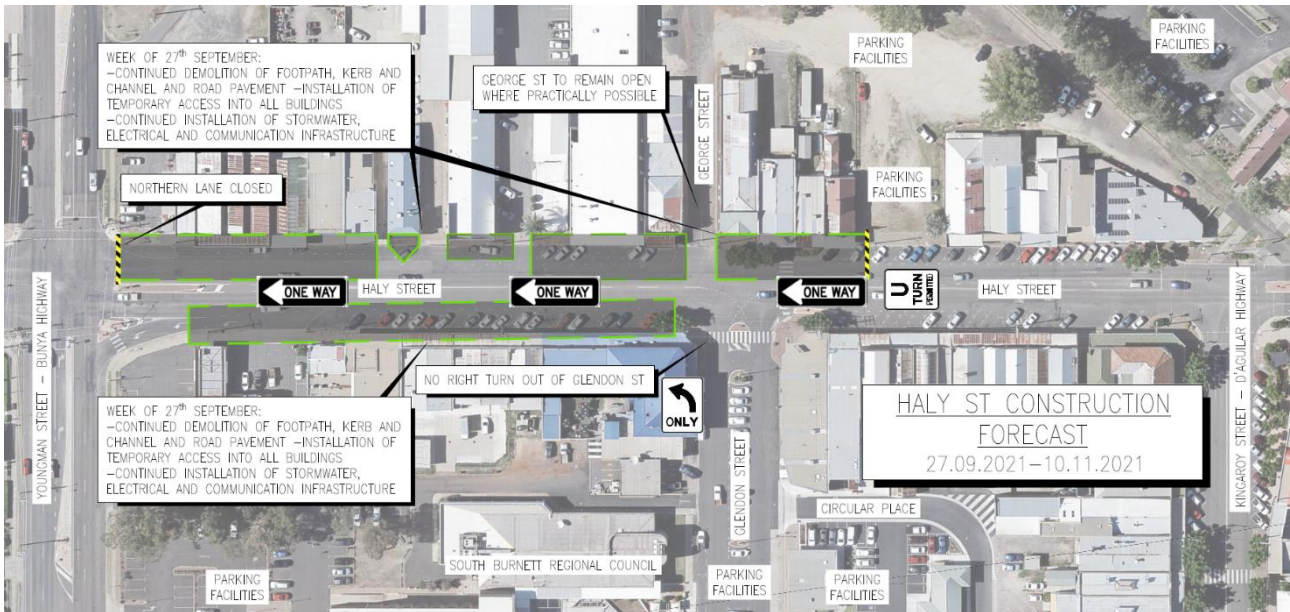 WEEK OF 27th SEPTEMBER:
-CONTINUED DEMOLITION OF FOOTPATH, KERB AND
CHANNEL AND ROAD PAVEMENT -INSTALLATION OF
TEMPORARY ACCESS INTO ALL BUILDINGS
-CONTINUED INSTALLATION OF STORMWATER,
ELECTRICAL AND COMMUNICATION INFRASTRUCTURE
GEORGE ST TO REMAIN OPEN
WHERE PRACTICALLY POSSIBLE
PARKING
FACILITIES
PARKING
FACILITIES
GEORGE STREET
NORTHERN LANE CLOSED
PARKING
FACILITIES
YOUNGMAN STREET - BUNYA HIGHWAY
ONE WAY
HALY STREET
ONE WAY
ONE WAY
U
TURN
PERMITTED
HALY STREET
KINGAROY STREET - D'AGUILAR HIGHWAY
NO RIGHT TURN OUT OF GLENDON ST
ONLY
WEEK OF 27th SEPTEMBER:
-CONTINUED DEMOLITION OF FOOTPATH, KERB AND
CHANNEL AND ROAD PAVEMENT -INSTALLATION OF
TEMPORARY ACCESS INTO ALL BUILDINGS
-CONTINUED INSTALLATION OF STORMWATER,
ELECTRICAL AND COMMUNICATION INFRASTRUCTURE
HALY ST CONSTRUCTION
FORECAST
27.09.2021-10.11.2021
GLENDON STREET
CIRCULAR PLACE
SOUTH BURNETT REGIONAL COUNCIL
PARKING
FACILITIES
PARKING
FACILITIES
PARKING
FACILITIES